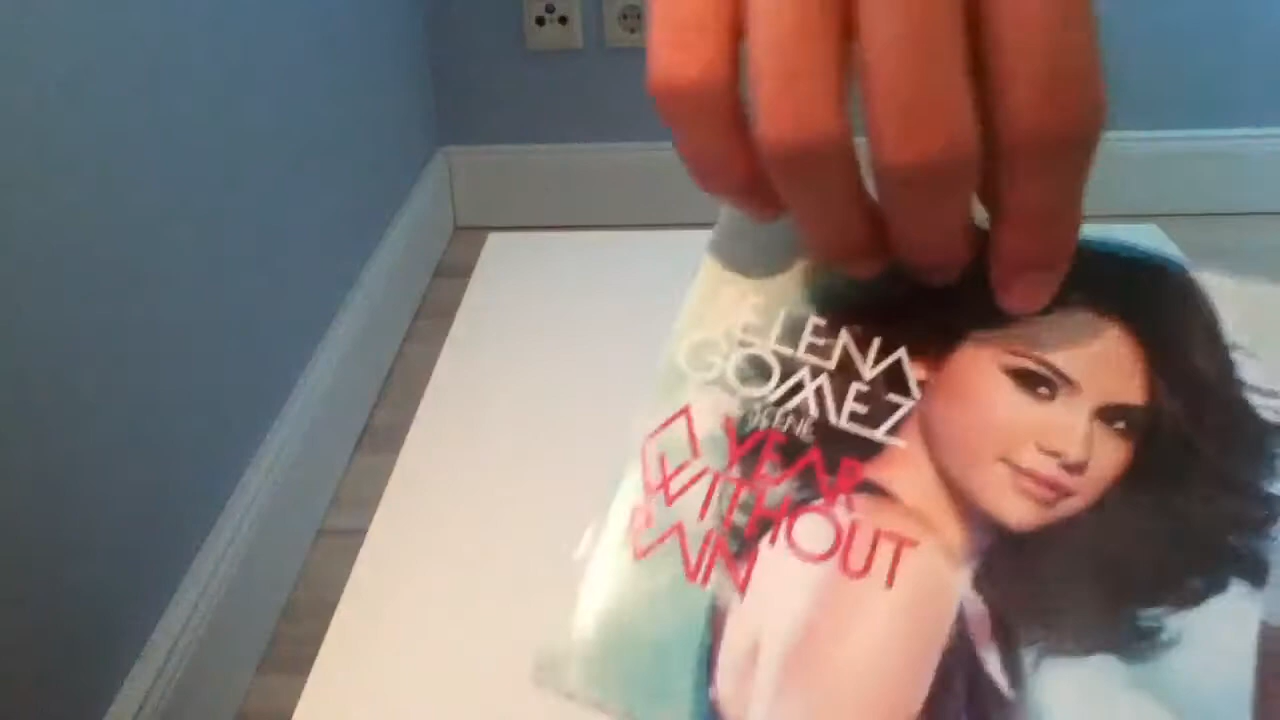 SELENA
GOMEZ
& THE SCENE
A YEAR
WITHOUT
RAIN